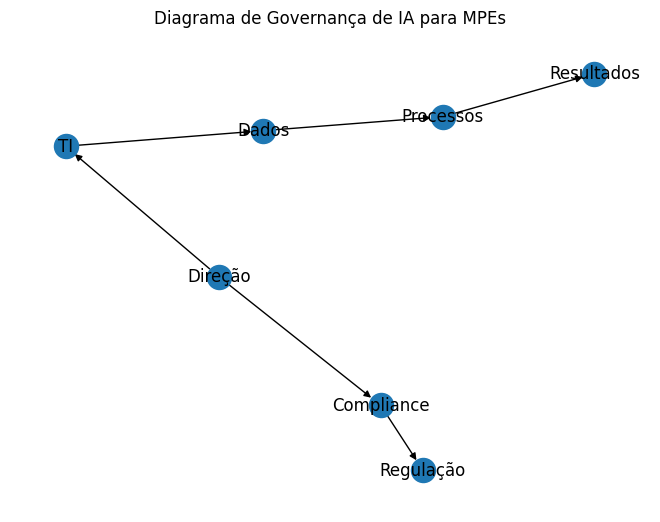 Diagrama de Governança de IA para MPEs
Resultados
Processos
Dados
TI
Direção
Compliance
Regulação